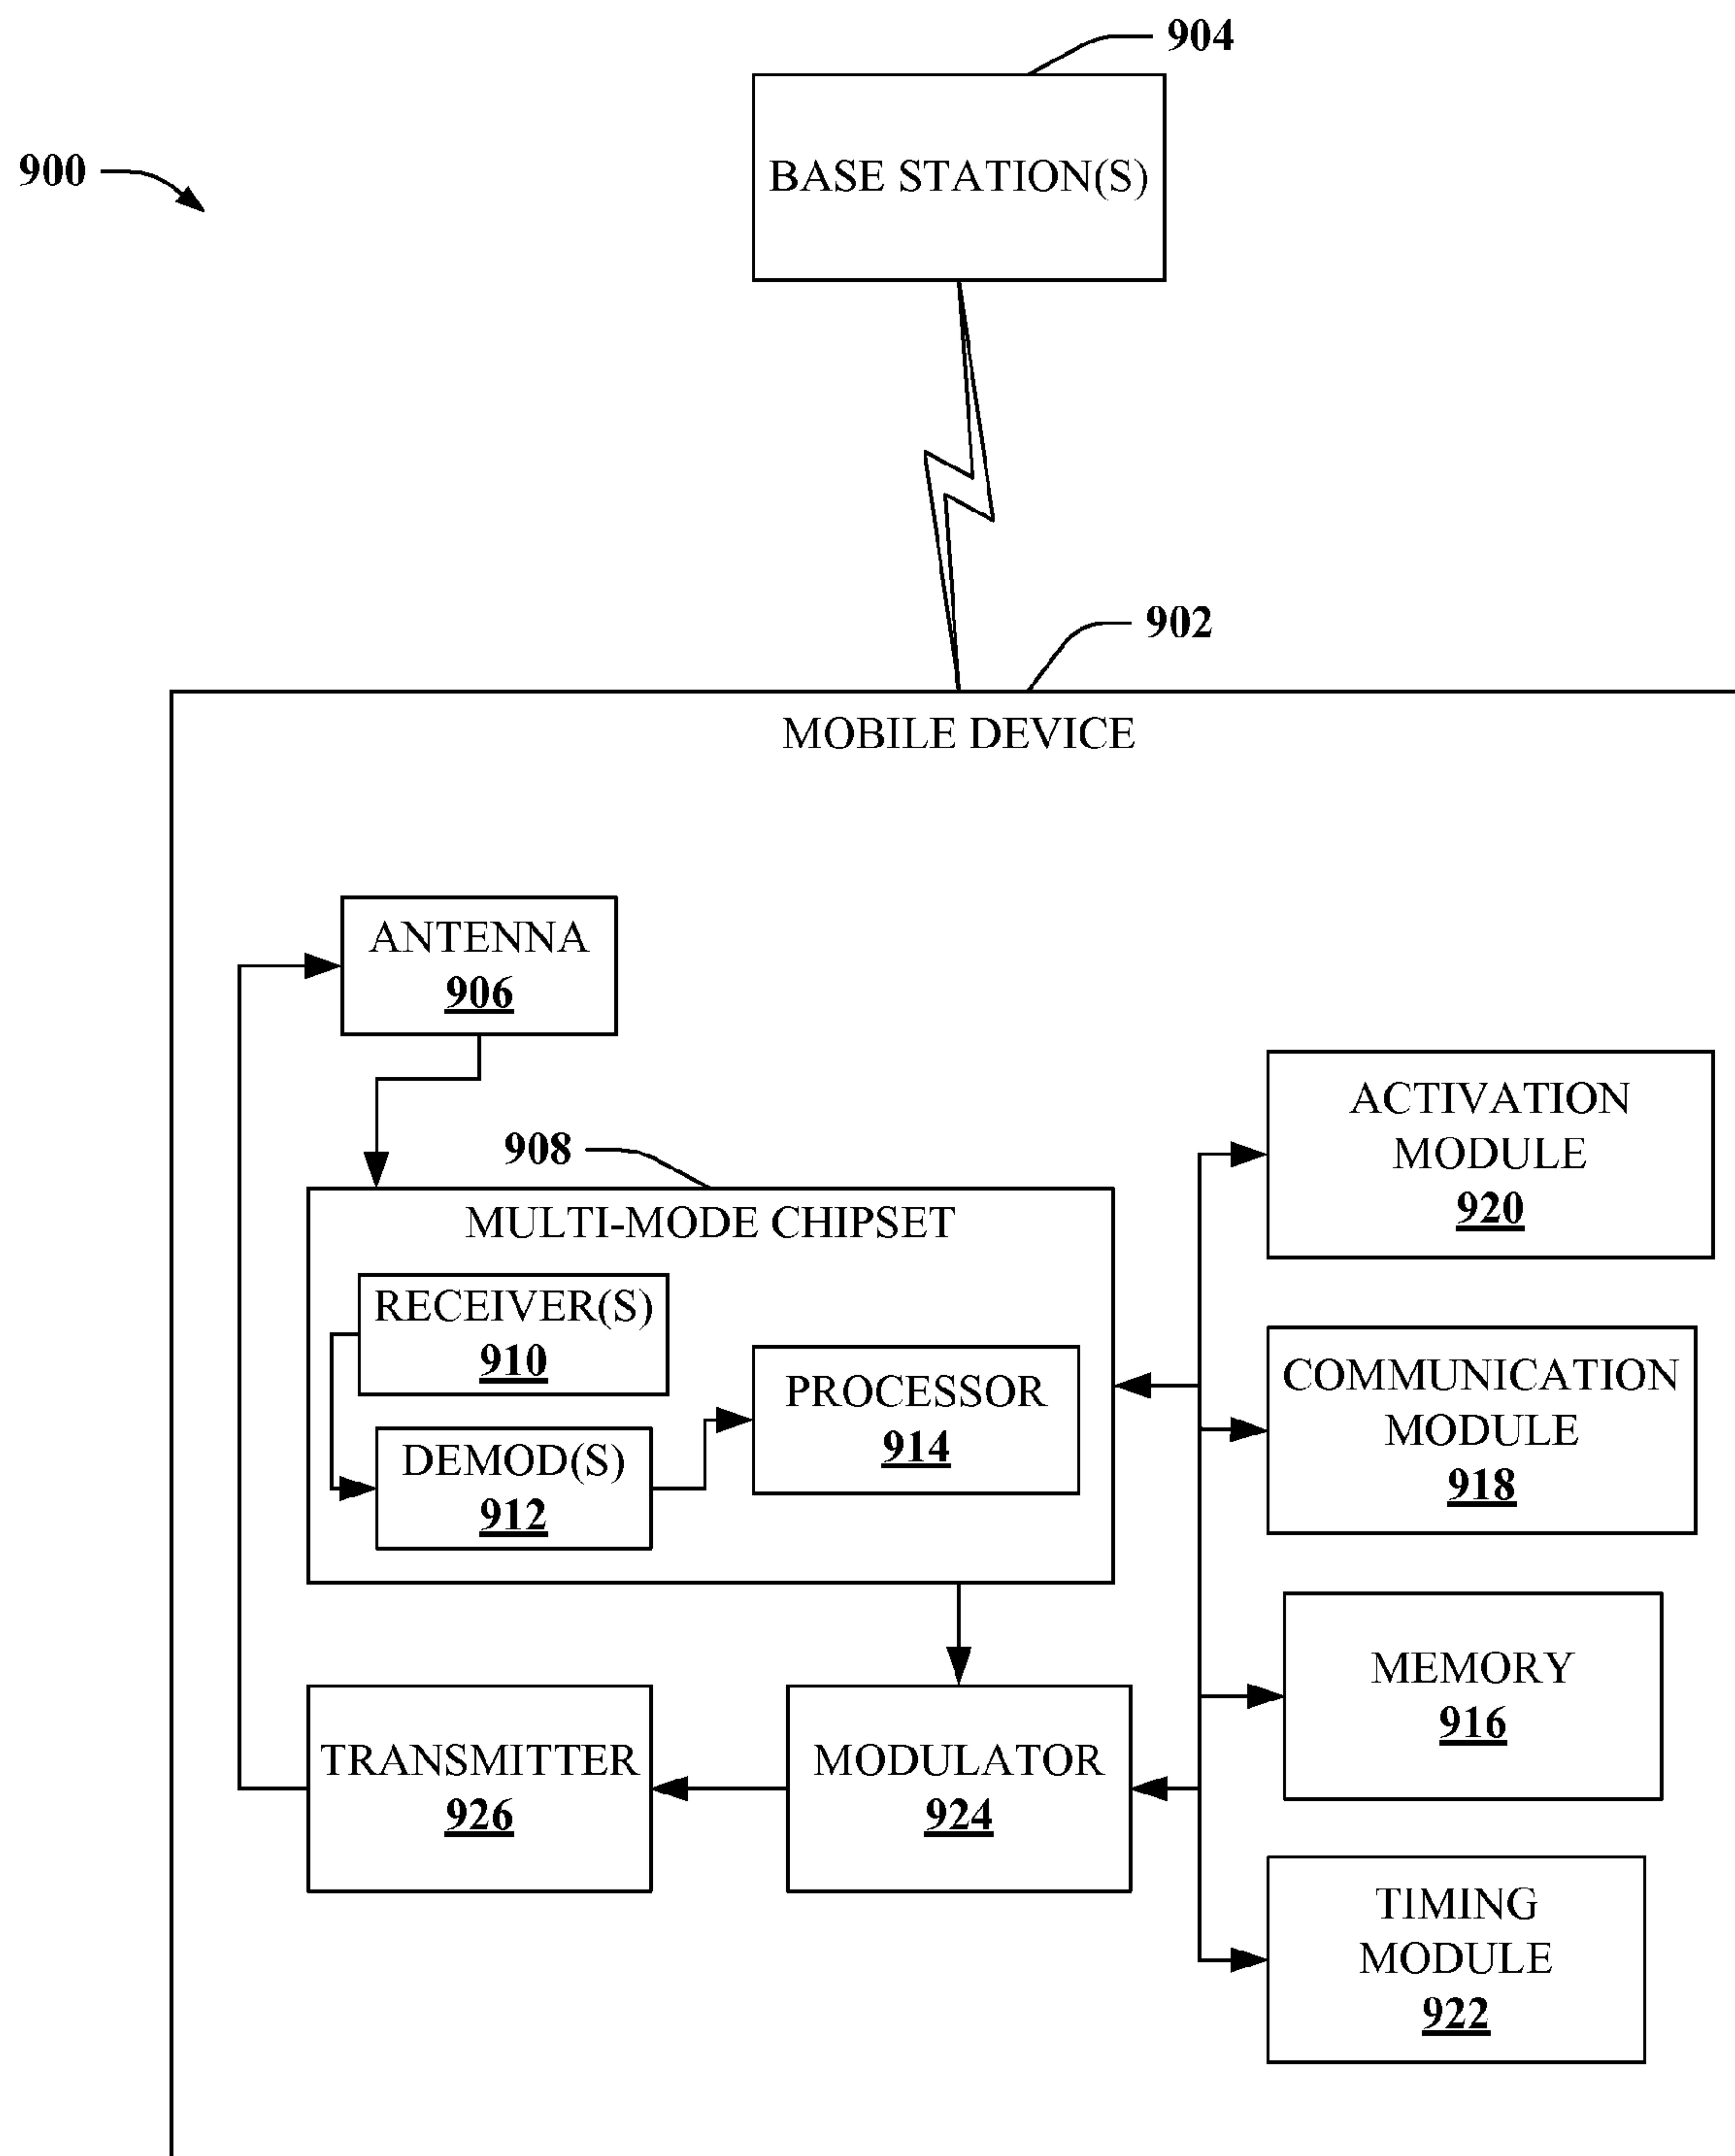 904
900
BASE STATION(S)
902
MOBILE DEVICE
ANTENNA
906
908
MULTI-MODE CHIPSET
RECEIVER(S)
910
DEMOD(S)
912
PROCESSOR
914
ACTIVATION
MODULE
920
COMMUNICATION
MODULE
918
MEMORY
916
TRANSMITTER
926
MODULATOR
924
TIMING
MODULE
922